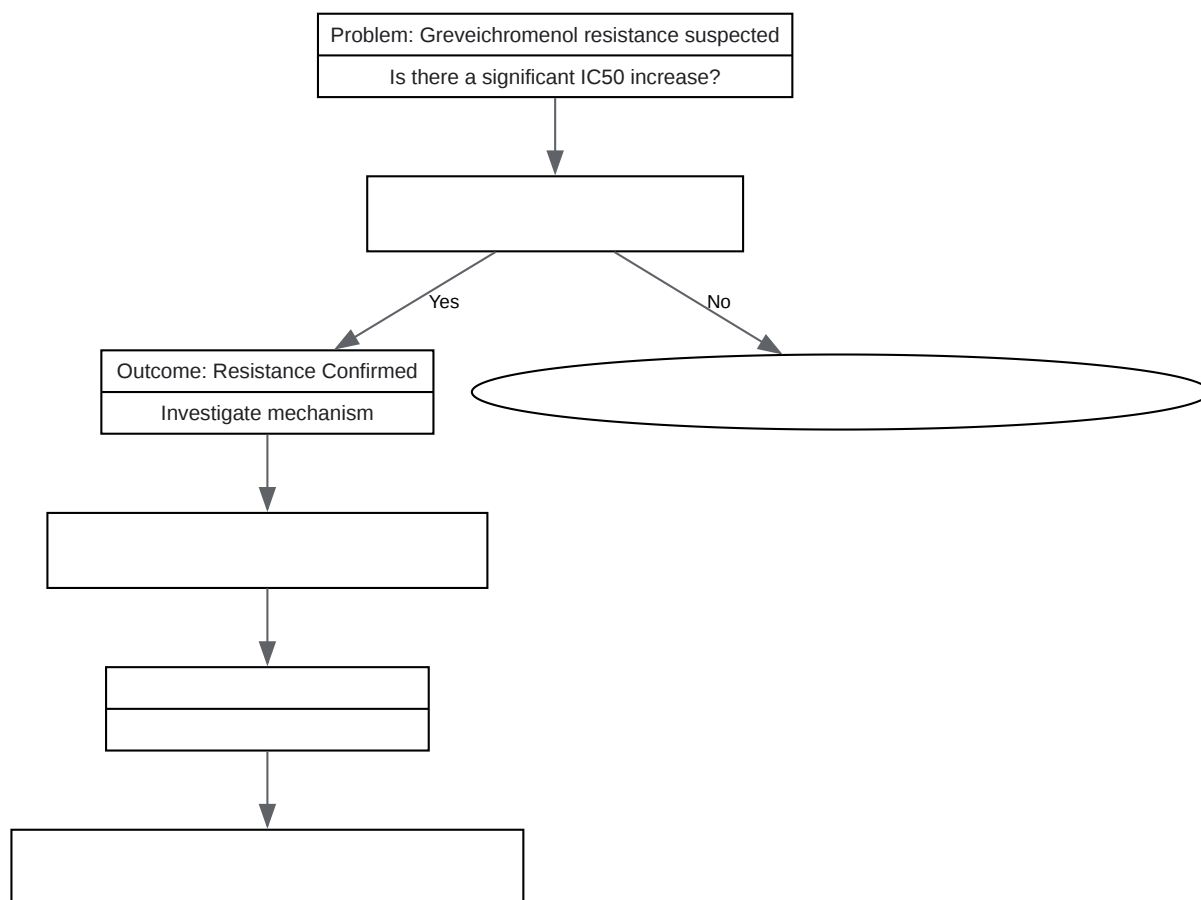 Problem: Greveichromenol resistance suspected
Is there a significant IC50 increase?
Yes
No
Outcome: Resistance Confirmed
Investigate mechanism